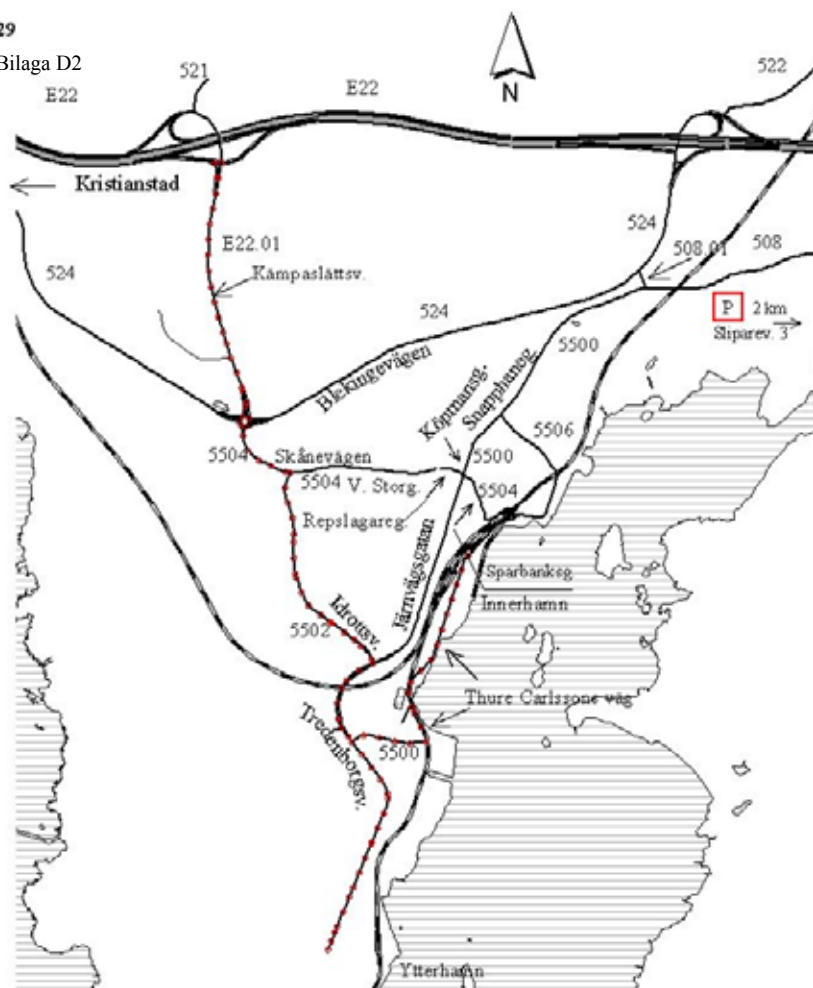 29
Bilaga D2
521
522
E22
E22
N
Kristianstad
524
508.01
508
E22.01
524
Kämpaslättsv.
P
2 km
Sliparev. 3
524
5500
Blekingevägen
Köpmansg.
Snapphaneg.
5506
5504
Skånevägen
5500
5504
V. Storg.
5504
Repslagareg.
Järnvägsgatan
Sparbanksg
Innerhamn
Idrottsv.
5502
Thure Carlssons väg
Tredenborgsv.
5500
Ytterhamn